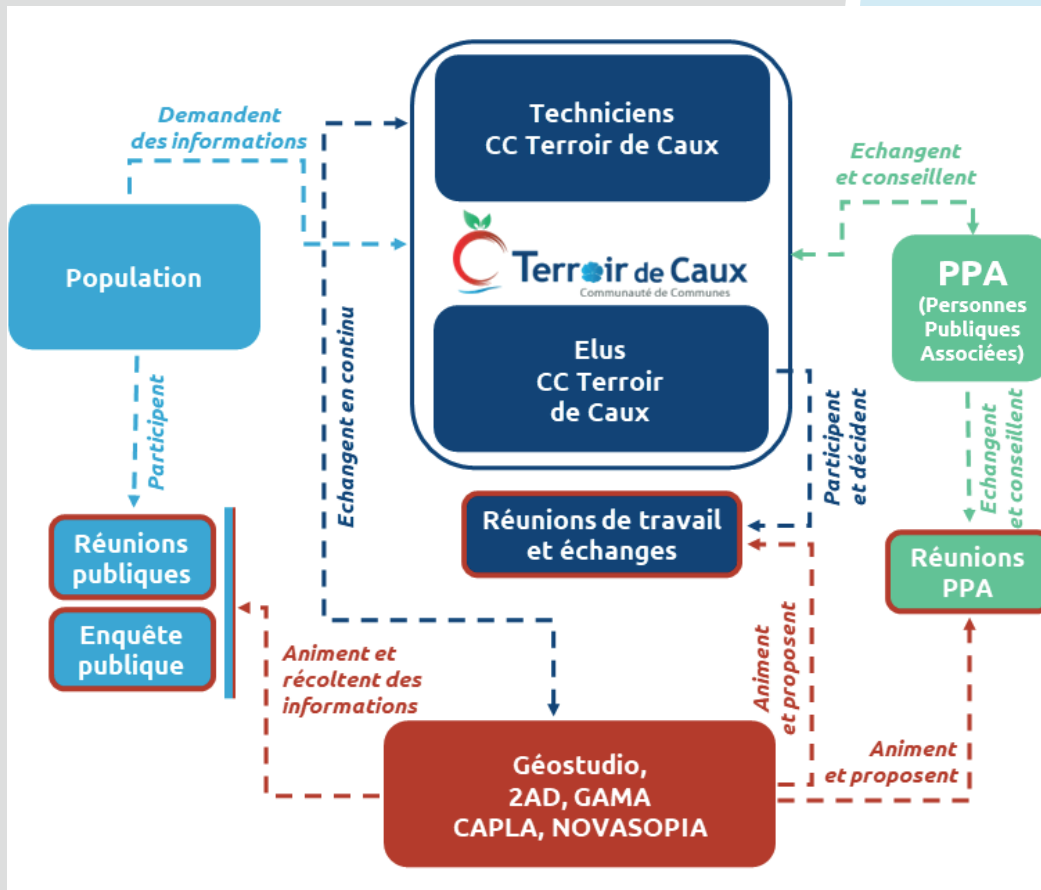 Demandent
des informations
Techniciens
CC Terroir de Caux
Echangent
et conseillent
Population
Terroir de Caux
Communauté de Communes
PPA
(Personnes
Publiques
Associées)
Elus
CC Terroir
de Caux
Echangent en continu
Participent
Participent
et décident
Echangent
et conseillent
Réunions
publiques
Enquête
publique
Réunions de travail
et échanges
Réunions
PPA
Animent et
récoltent des
informations
Animent
et proposent
Animent
et proposent
Géostudio,
2AD, GAMA
CAPLA, NOVASOPIA